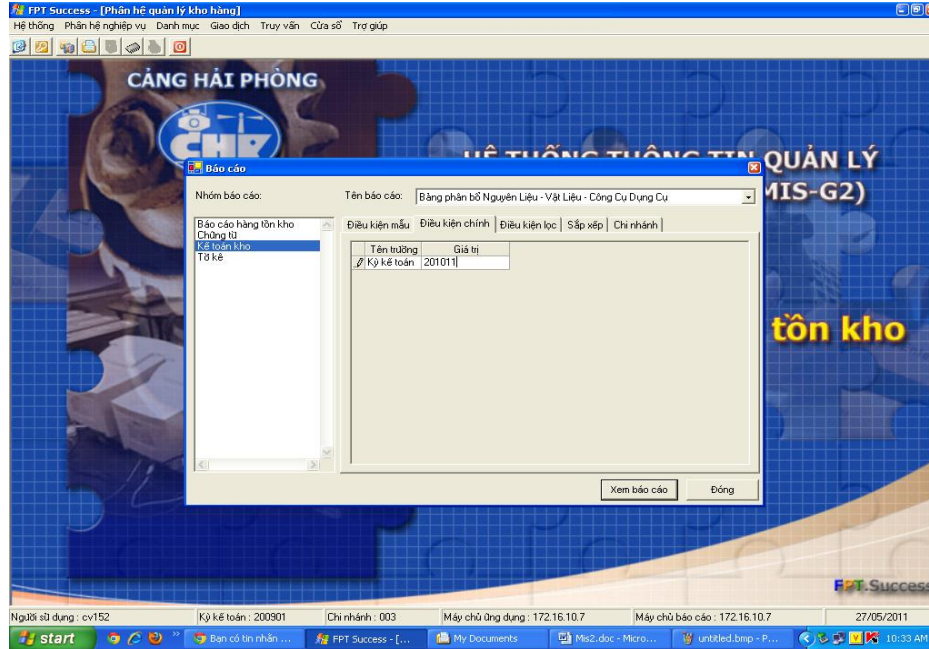 FPT Success - [Phân hệ quản lý kho hàng]
Hệ thống Phân hệ nghiệp vụ Danh mục Giao dịch Truy vấn Cửa sổ Trợ giúp
CẢNG HẢI PHÒNG
CHP
HỆ THỐNG THÔNG TIN QUẢN LÝ
MIS-G2)
tồn kho
Báo cáo
Nhóm báo cáo:
Tên báo cáo: Bảng phân bổ Nguyên Liệu - Vật Liệu - Công Cụ Dụng Cụ
Báo cáo hàng tồn kho
Chứng từ
Kế toán kho
Tờ kê
Điều kiện mẫu Điều kiện chính Điều kiện lọc Sắp xếp Chi nhánh
Tên trường Giá trị
Kỳ kế toán 201011
Xem báo cáo Đóng
FPT.Success
Người sử dụng : cv152 Kỳ kế toán : 200901 Chi nhánh : 003 Máy chủ ứng dụng : 172.16.10.7 Máy chủ báo cáo : 172.16.10.7 27/05/2011
start Bạn có tin nhắn ... FPT Success - [... My Documents Mis2.doc - Micro... untitled.bmp - P... 10:33 AM